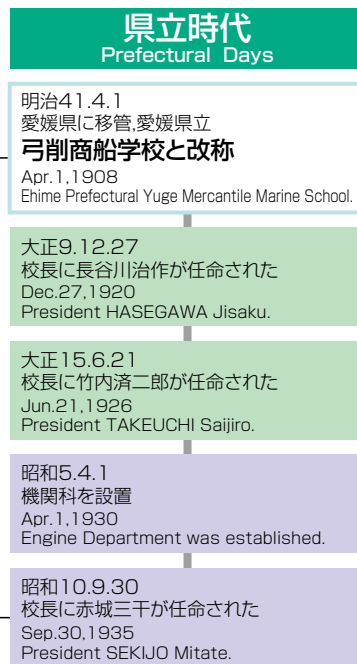 県立時代
Prefectural Days
明治41.4.1
愛媛県に移管,愛媛県立
弓削商船学校と改称
Apr.1,1908
Ehime Prefectural Yuge Mercantile Marine School.
大正9.12.27
校長に長谷川治作が任命された
Dec.27,1920
President HASEGAWA Jisaku.
大正15.6.21
校長に竹内済二郎が任命された
Jun.21,1926
President TAKEUCHI Saijiro.
昭和5.4.1
機関科を設置
Apr.1,1930
Engine Department was established.
昭和10.9.30
校長に赤城三干が任命された
Sep.30,1935
President SEKIJO Mitate.